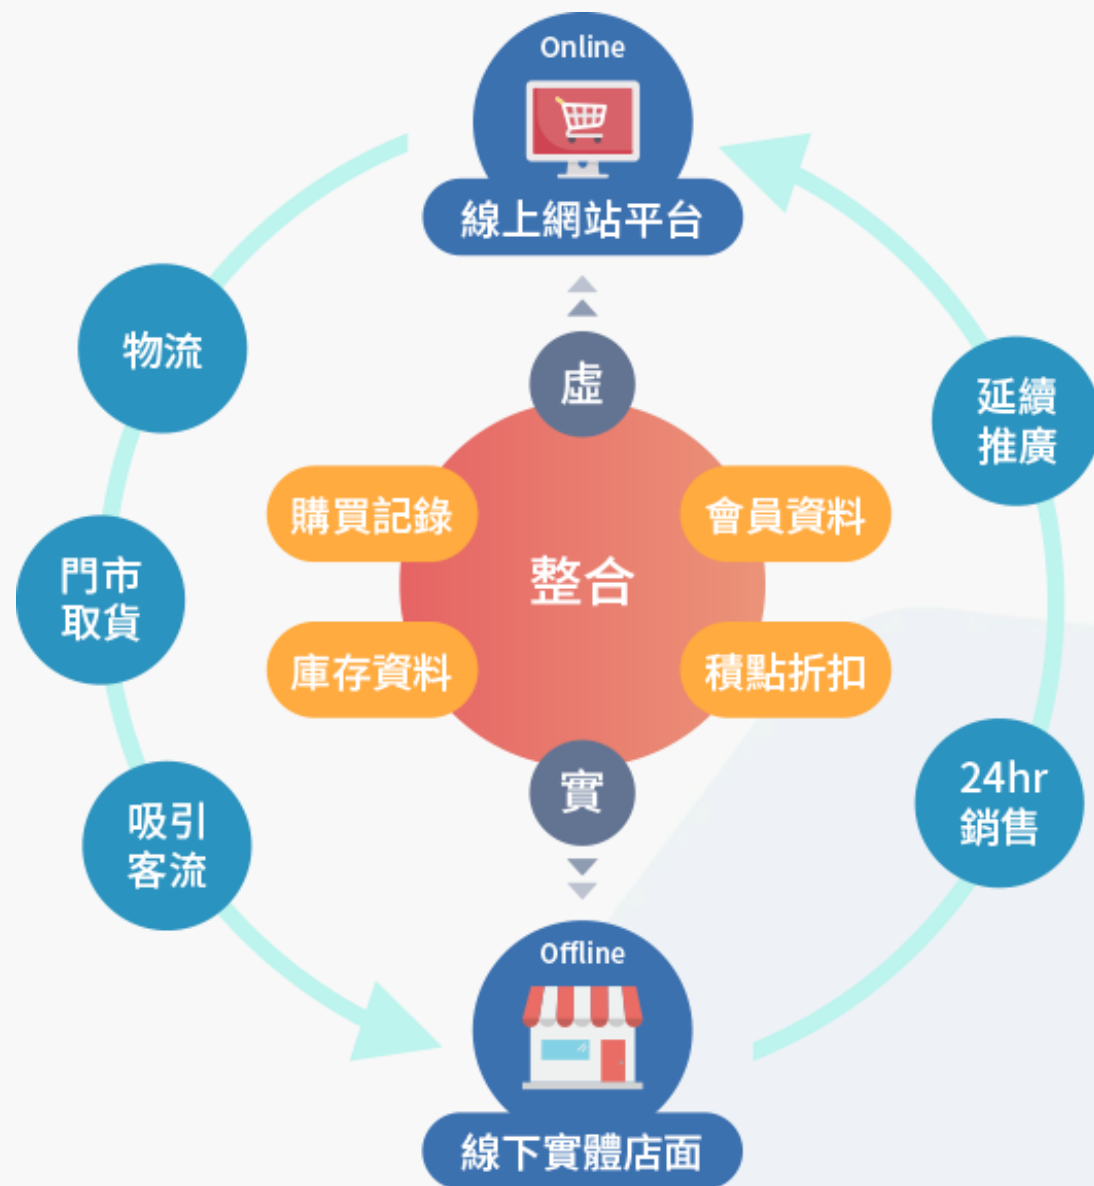 Online
線上網站平台
物流
虛
延續
推廣
購買記錄
會員資料
整合
門市
取貨
庫存資料
積點折扣
實
24hr
銷售
吸引
客流
Offline
線下實體店面